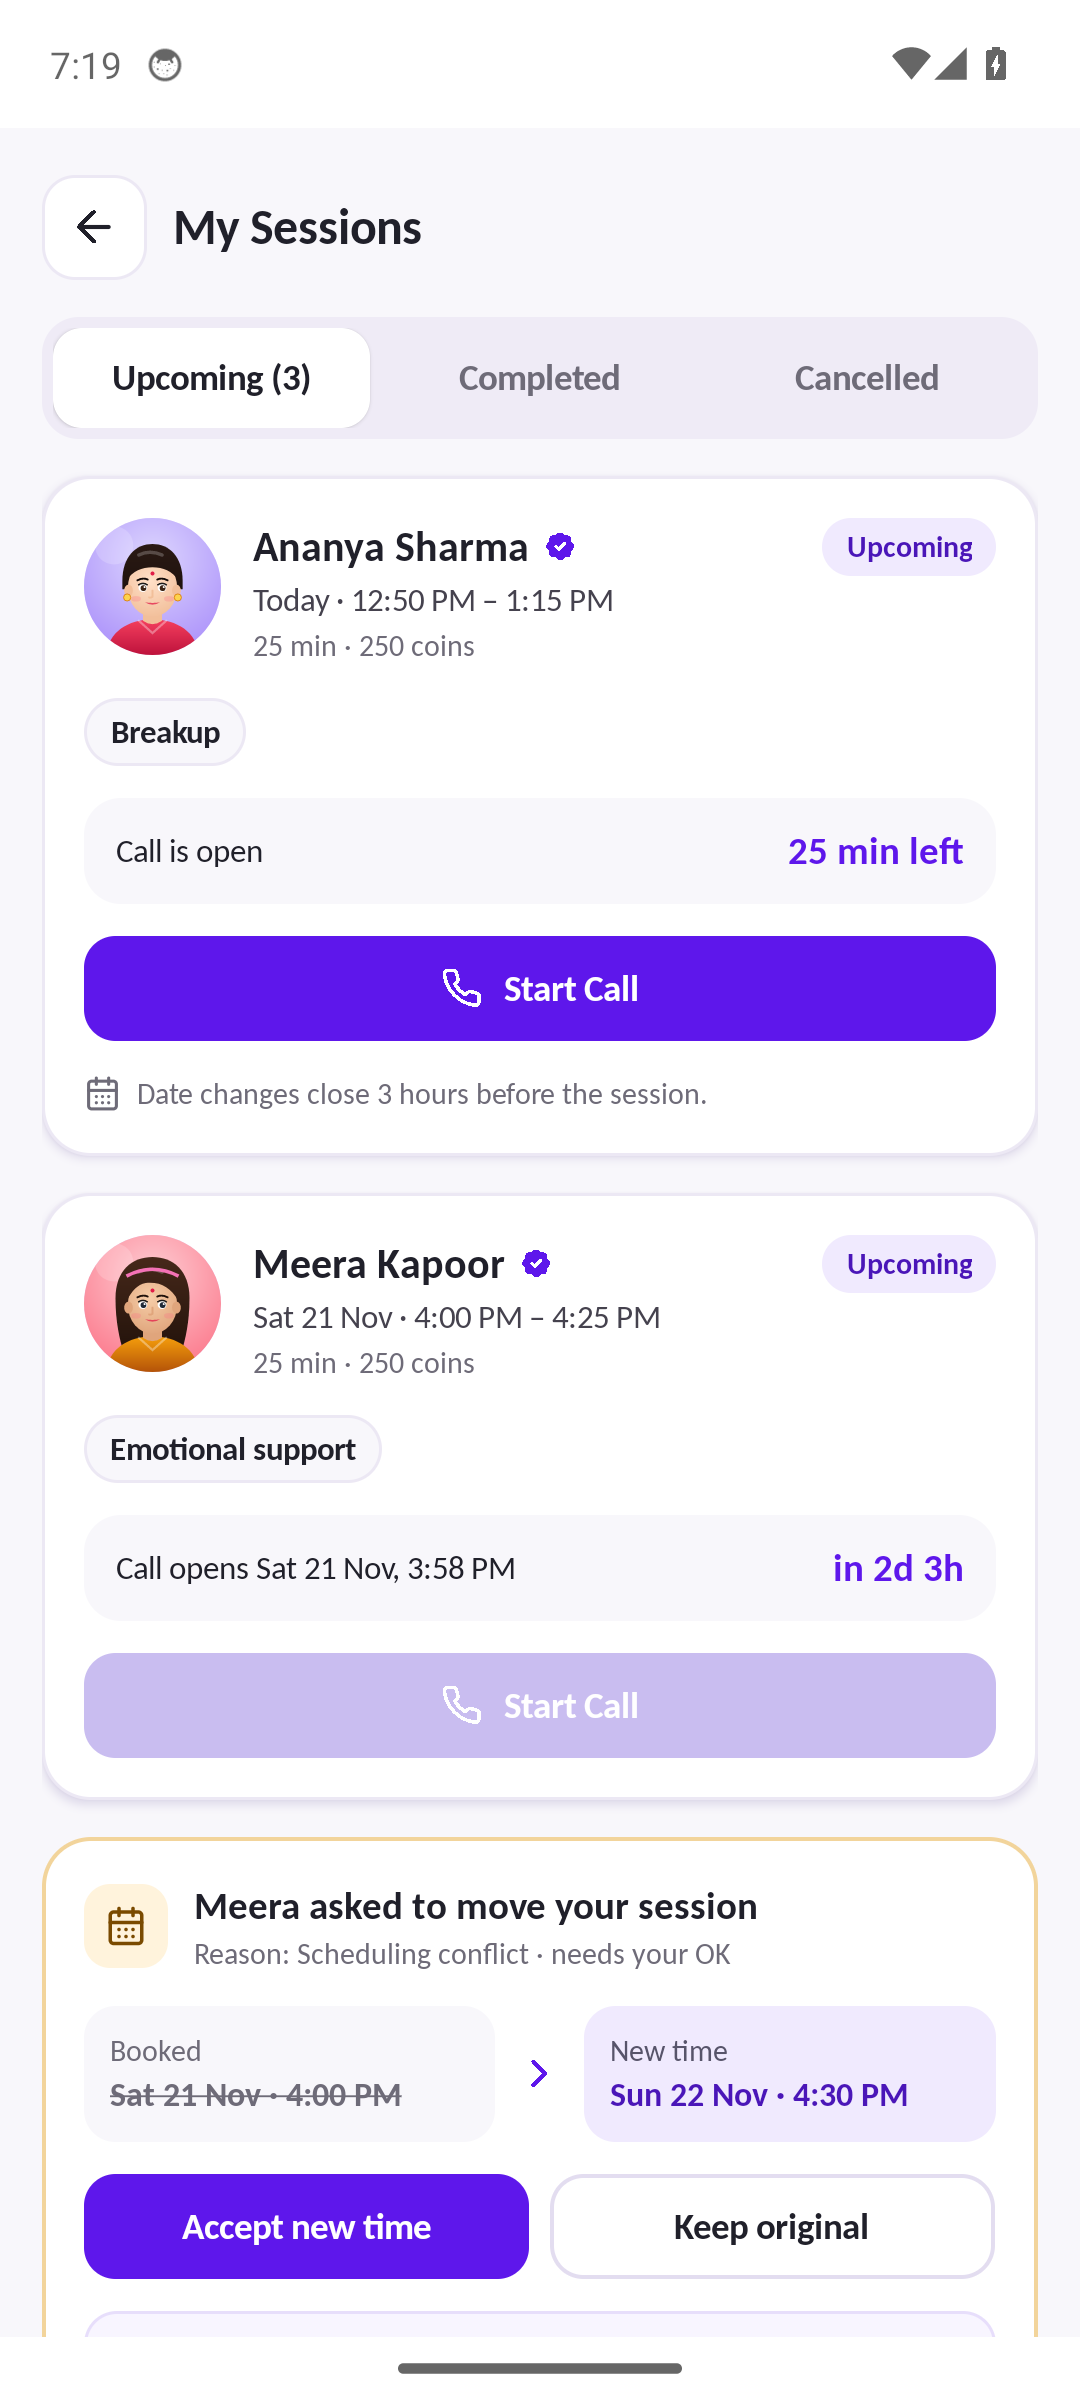 7:19
My Sessions
Upcoming (3)
Completed
Cancelled
Ananya Sharma
Upcoming
Today · 12:50 PM – 1:15 PM
25 min · 250 coins
Breakup
Call is open
25 min left
Start Call
Date changes close 3 hours before the session.
Meera Kapoor
Upcoming
Sat 21 Nov · 4:00 PM – 4:25 PM
25 min · 250 coins
Emotional support
Call opens Sat 21 Nov, 3:58 PM
in 2d 3h
Start Call
Meera asked to move your session
Reason: Scheduling conflict · needs your OK
Booked
Sat 21 Nov · 4:00 PM
New time
Sun 22 Nov · 4:30 PM
Accept new time
Keep original